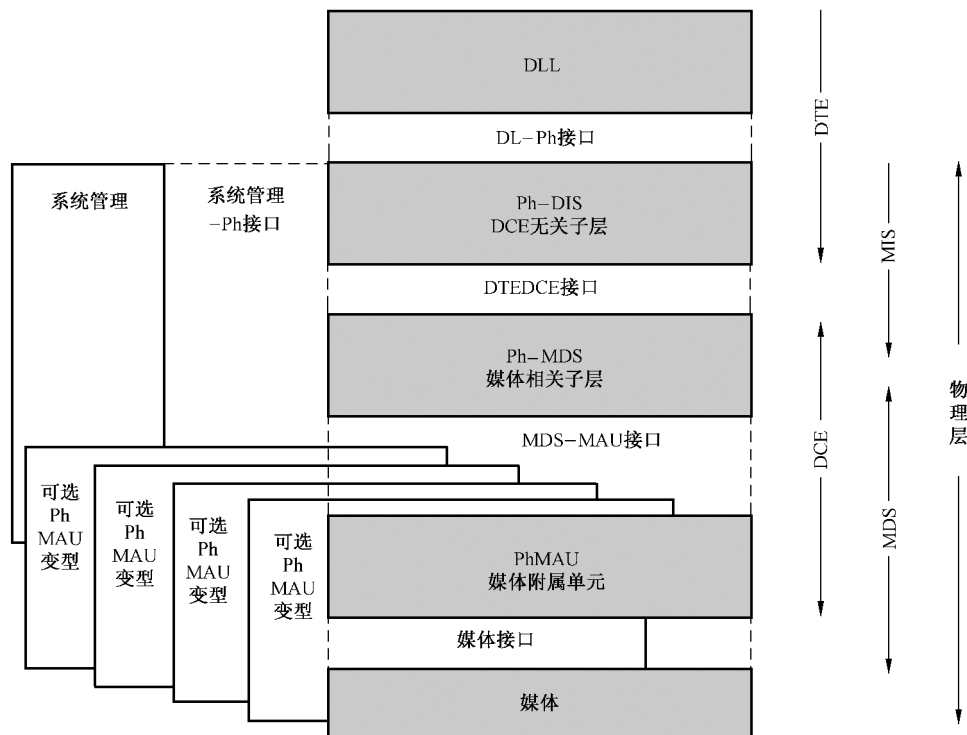 DLL
DL-Ph接口
系统管理
系统管理
-Ph接口
Ph-DIS
DCE无关子层
DTEDCE接口
Ph-MDS
媒体相关子层
MDS-MAU接口
可选
Ph
MAU
变型
可选
Ph
MAU
变型
可选
Ph
MAU
变型
可选
Ph
MAU
变型
PhMAU
媒体附属单元
媒体接口
媒体
DTE
MIS
DCE
MDS
物理层